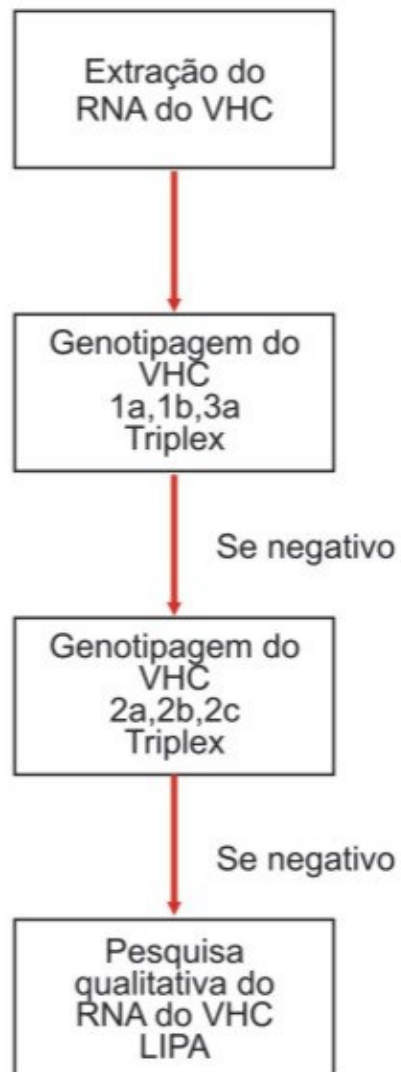 Extração do
RNA do VHC
Genotipagem do
VHC
1a,1b,3a
Triplex
Se negativo
Genotipagem do
VHC
2a,2b,2c
Triplex
Se negativo
Pesquisa
qualitativa do
RNA do VHC
LIPA